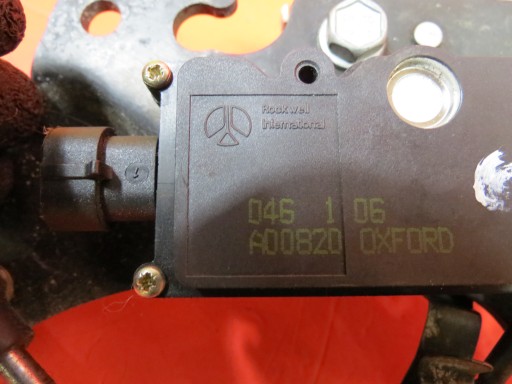 Rockwell
International
046 1 06
A00820 OXFORD